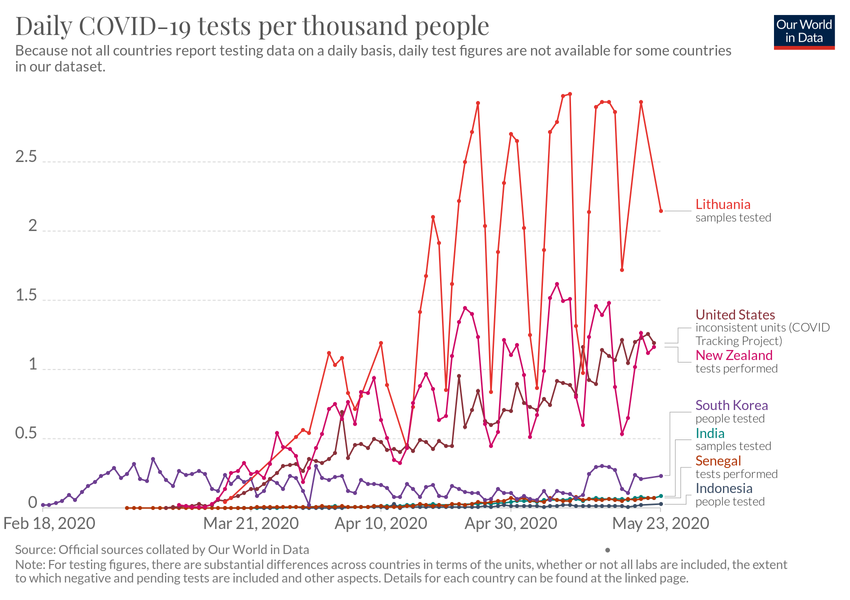 Daily COVID-19 tests per thousand people
Our World
in Data
Because not all countries report testing data on a daily basis, daily test figures are not available for some countries
in our dataset.
2.5
2
1.5
1
0.5
0
Lithuania
samples tested
United States
inconsistent units (COVID
Tracking Project)
New Zealand
tests performed
South Korea
people tested
India
samples tested
Senegal
tests performed
Indonesia
people tested
Feb 18, 2020
Mar 21, 2020
Apr 10, 2020
Apr 30, 2020
May 23, 2020
Source: Official sources collated by Our World in Data
Note: For testing figures, there are substantial differences across countries in terms of the units, whether or not all labs are included, the extent
to which negative and pending tests are included and other aspects. Details for each country can be found at the linked page.